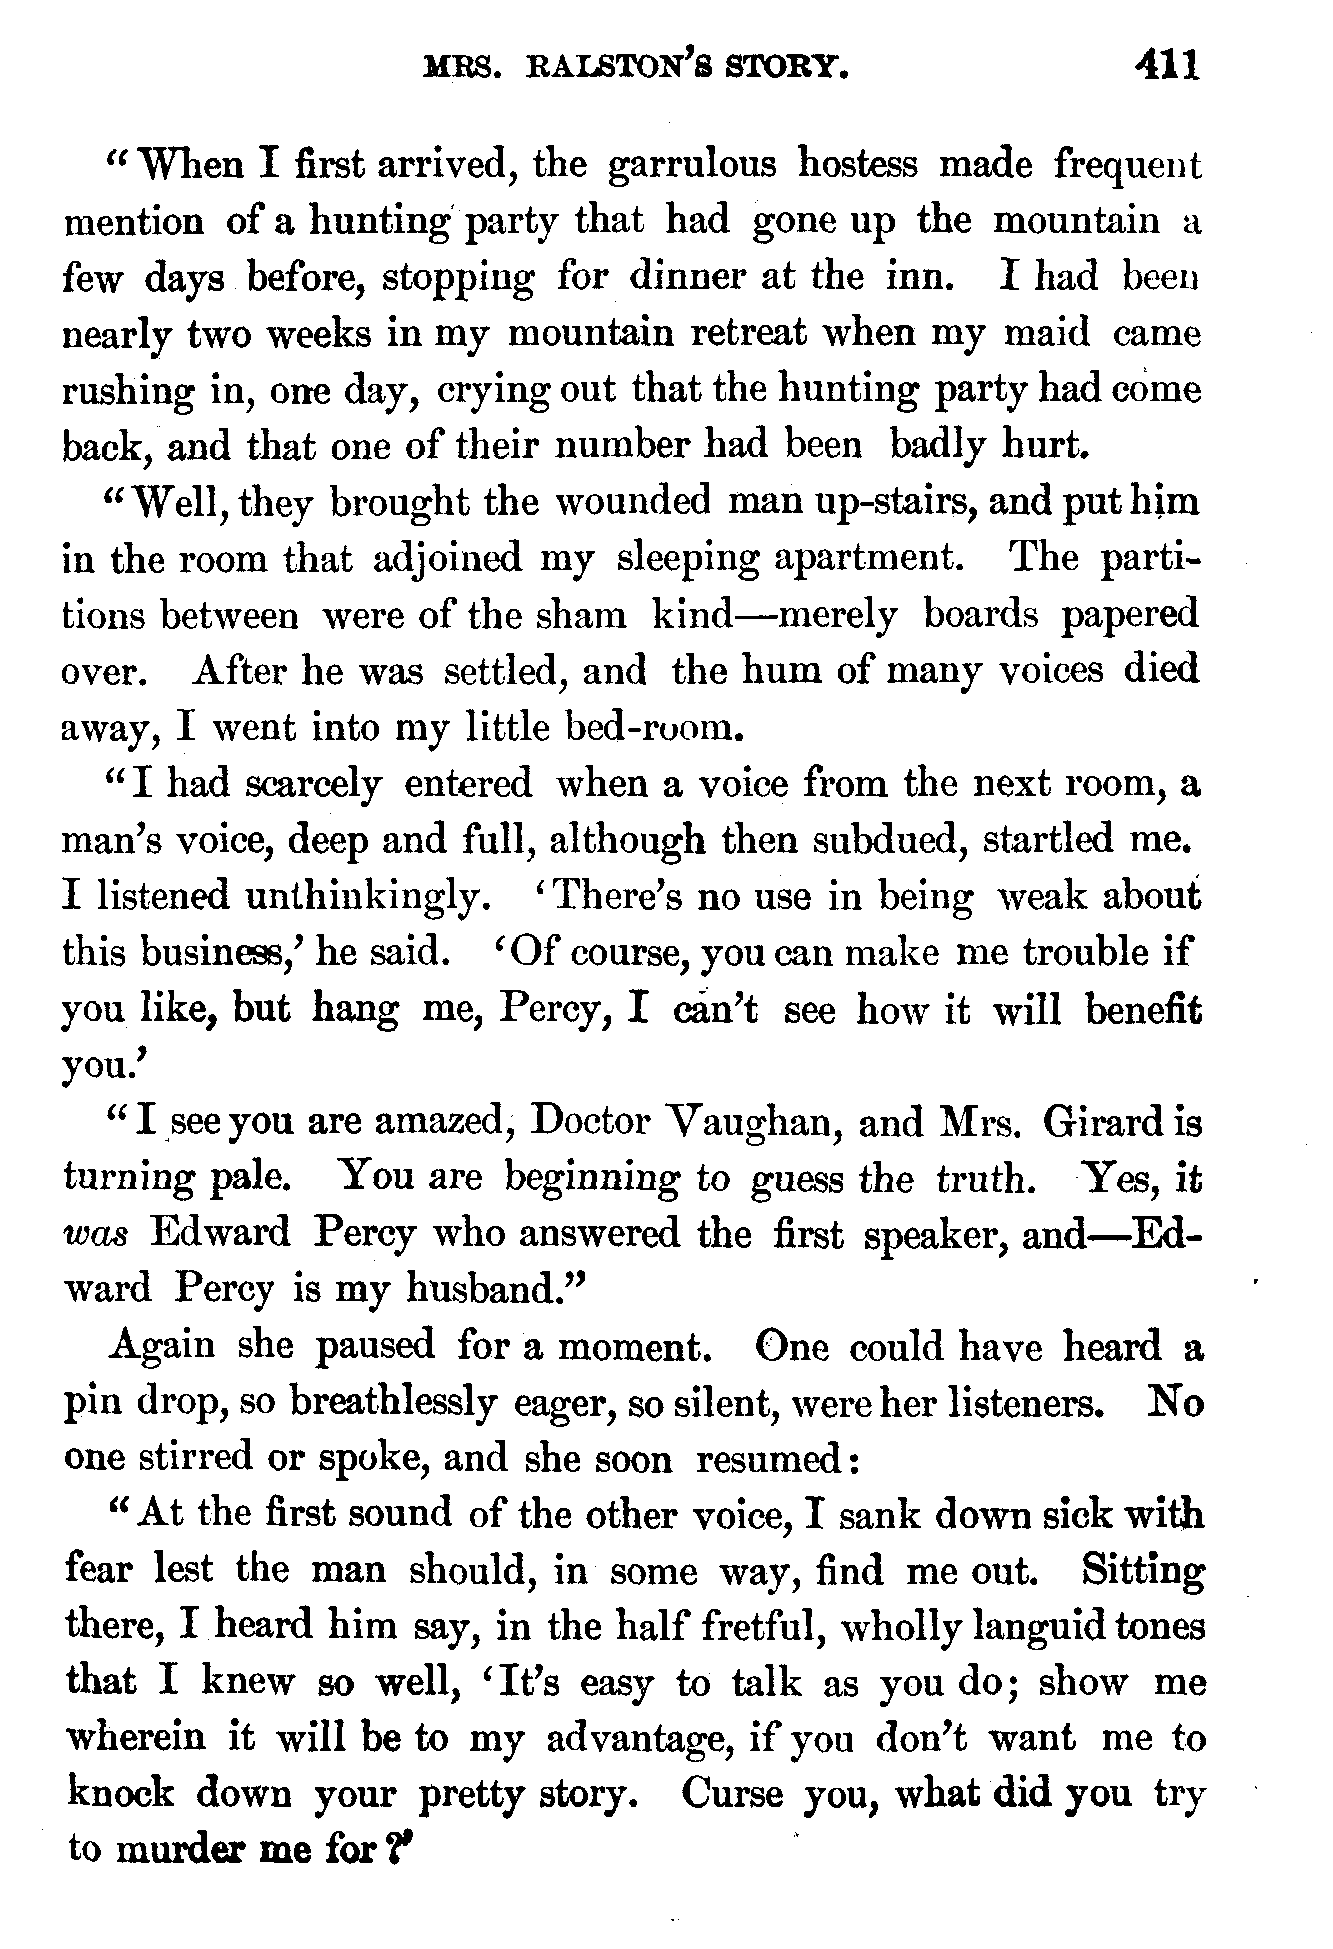 MRS. RALSTON'S STORY. 411
"When I first arrived, the garrulous hostess made frequent
mention of a hunting party that had gone up the mountain a
few days before, stopping for dinner at the inn. I had been
nearly two weeks in my mountain retreat when my maid came
rushing in, one day, crying out that the hunting party had come
back, and that one of their number had been badly hurt.
"Well, they brought the wounded man up-stairs, and put him
in the room that adjoined my sleeping apartment. The parti-
tions between were of the sham kind—merely boards papered
over. After he was settled, and the hum of many voices died
away, I went into my little bed-room.
"I had scarcely entered when a voice from the next room, a
man's voice, deep and full, although then subdued, startled me.
I listened unthinkingly. 'There's no use in being weak about
this business,' he said. 'Of course, you can make me trouble if
you like, but hang me, Percy, I can't see how it will benefit
you.'
"I see you are amazed, Doctor Vaughan, and Mrs. Girard is
turning pale. You are beginning to guess the truth. Yes, it
was Edward Percy who answered the first speaker, and—Ed-
ward Percy is my husband."
Again she paused for a moment. One could have heard a
pin drop, so breathlessly eager, so silent, were her listeners. No
one stirred or spoke, and she soon resumed:
"At the first sound of the other voice, I sank down sick with
fear lest the man should, in some way, find me out. Sitting
there, I heard him say, in the half fretful, wholly languid tones
that I knew so well, 'It's easy to talk as you do; show me
wherein it will be to my advantage, if you don't want me to
knock down your pretty story. Curse you, what did you try
to murder me for?'